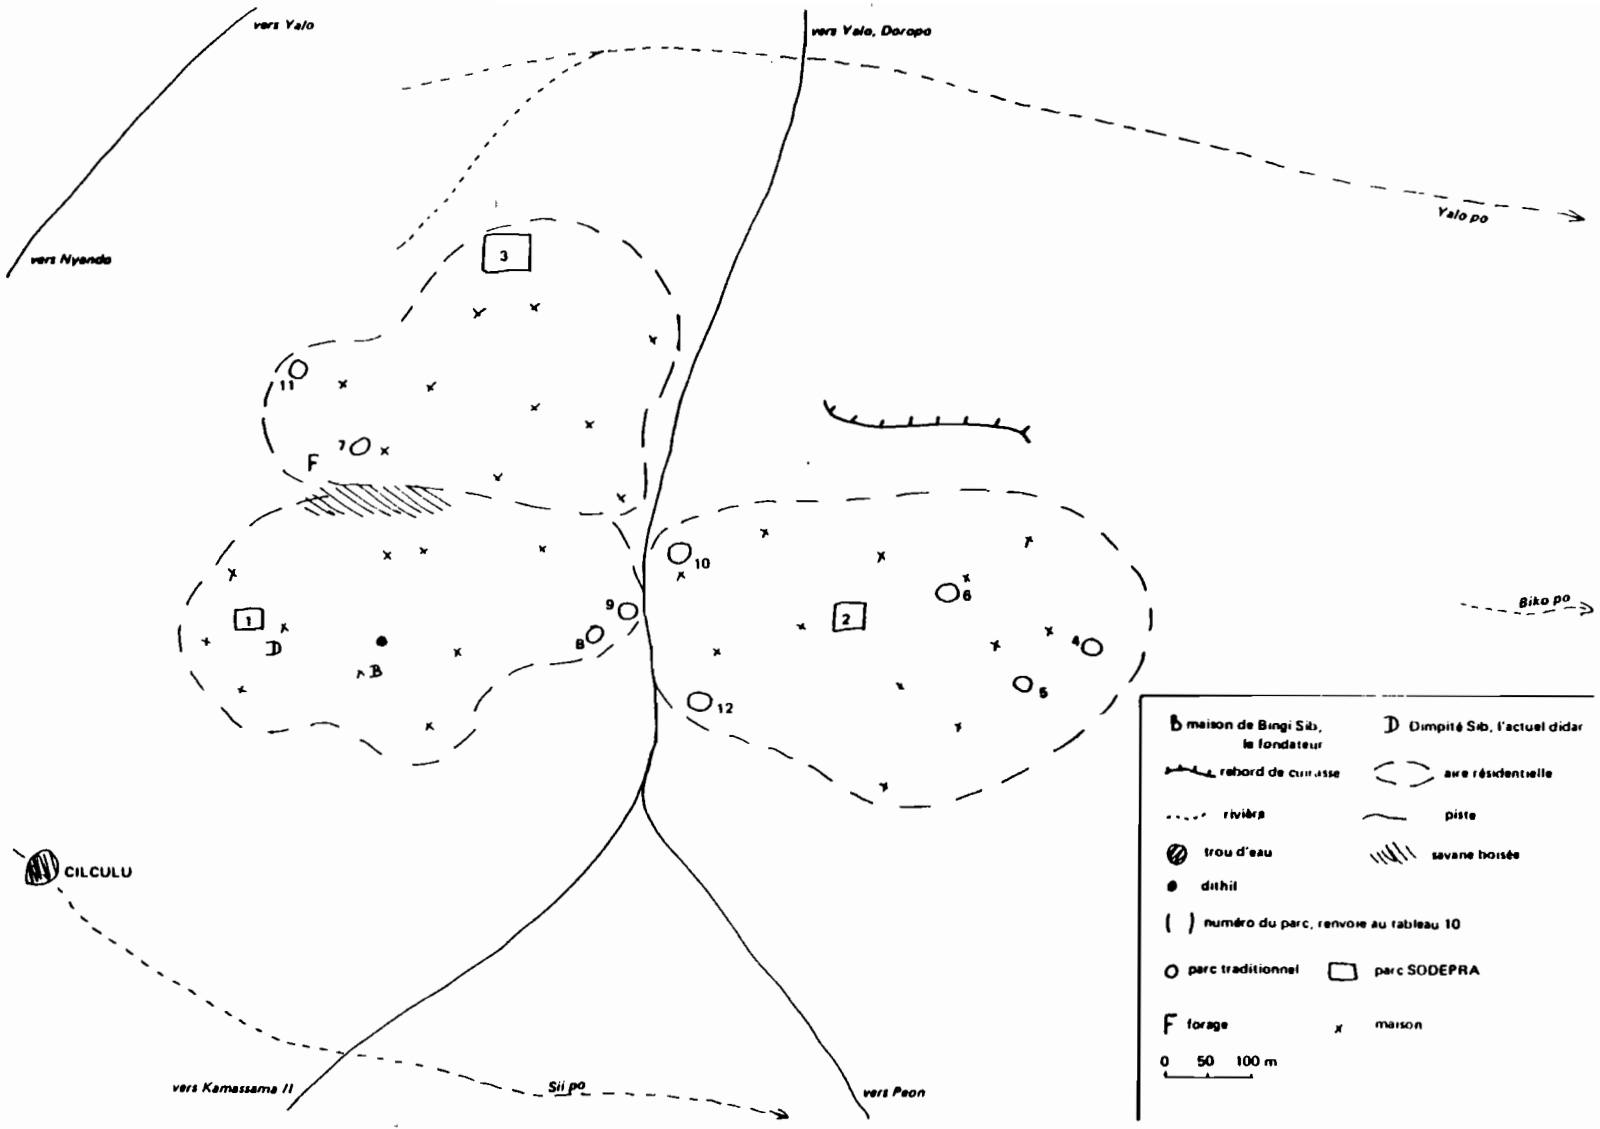 vers Yalo
vers Yalo, Doropo
Yalo po
vers Nyando
3
11
7
F
10
6
9
8
1
D
B
2
4
5
12
Biko po
CILCULU
vers Kamassama II
Sii po
vers Peon
B maison de Bingi Sib,
le fondateur
D Dimpité Sib, l'actuel didar
rebord de cuirasse
aire résidentielle
rivière
piste
trou d'eau
savane boisée
dithil
( ) numéro du parc, renvoie au tableau 10
parc traditionnel
parc SODEPRA
F forage
x maison
0 50 100 m